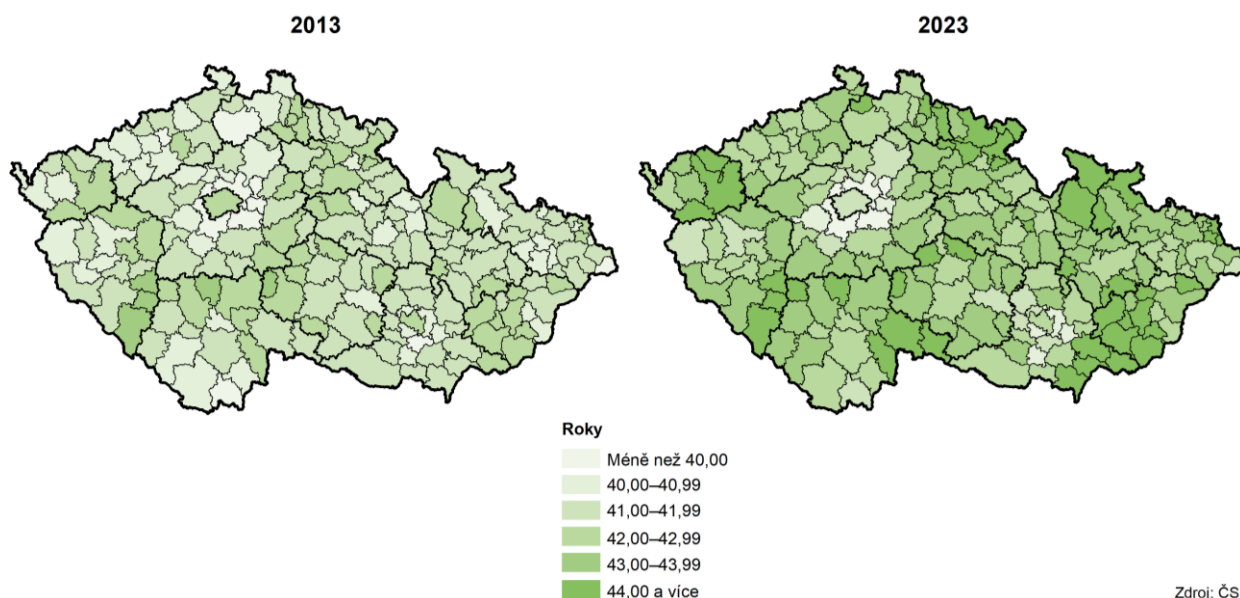 2013
2023
Roky
Méně než 40,00
40,00–40,99
41,00–41,99
42,00–42,99
43,00–43,99
44,00 a více
Zdroj: ČS